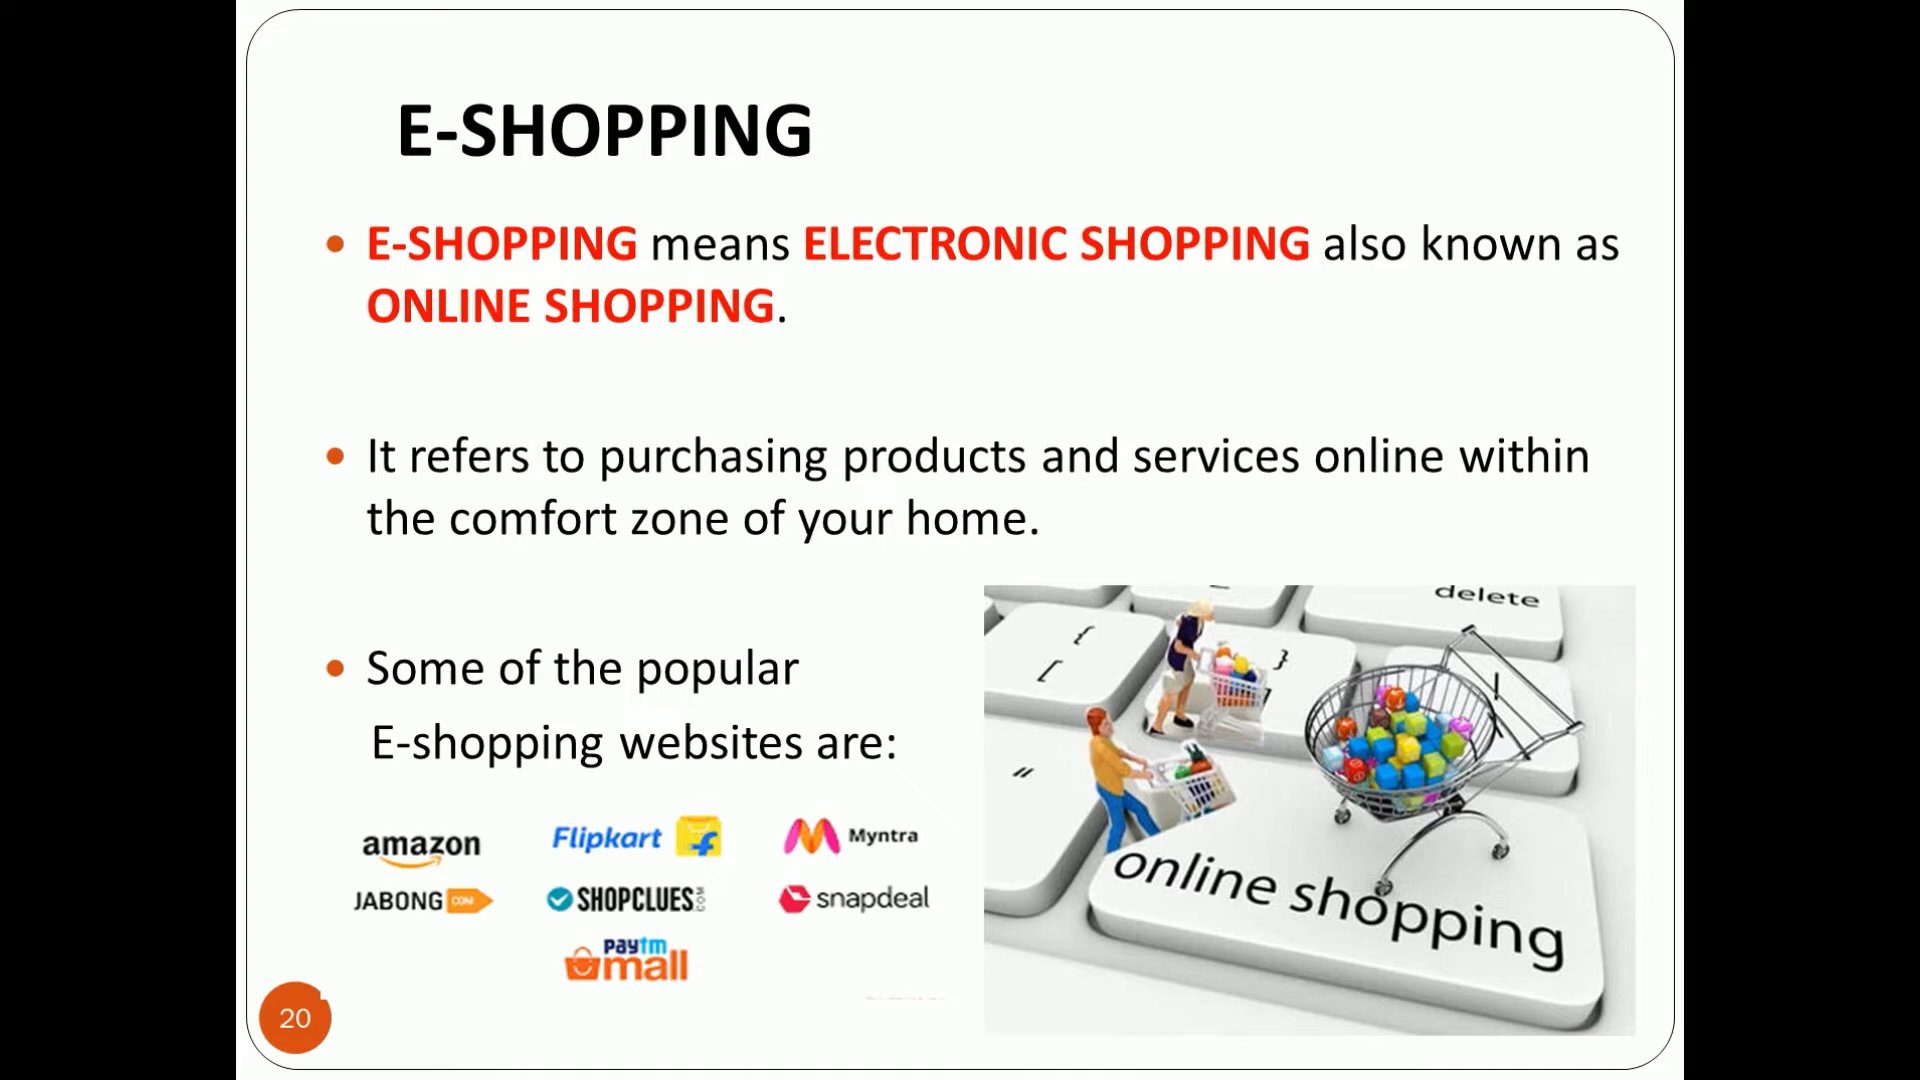 E-SHOPPING
• E-SHOPPING means ELECTRONIC SHOPPING also known as
ONLINE SHOPPING.
• It refers to purchasing products and services online within
the comfort zone of your home.
• Some of the popular
E-shopping websites are:
amazon Flipkart f Myntra
JABONG COM SHOPCLUES.COM snapdeal
paytm
mall
delete
{ }
[
"
online shopping
20